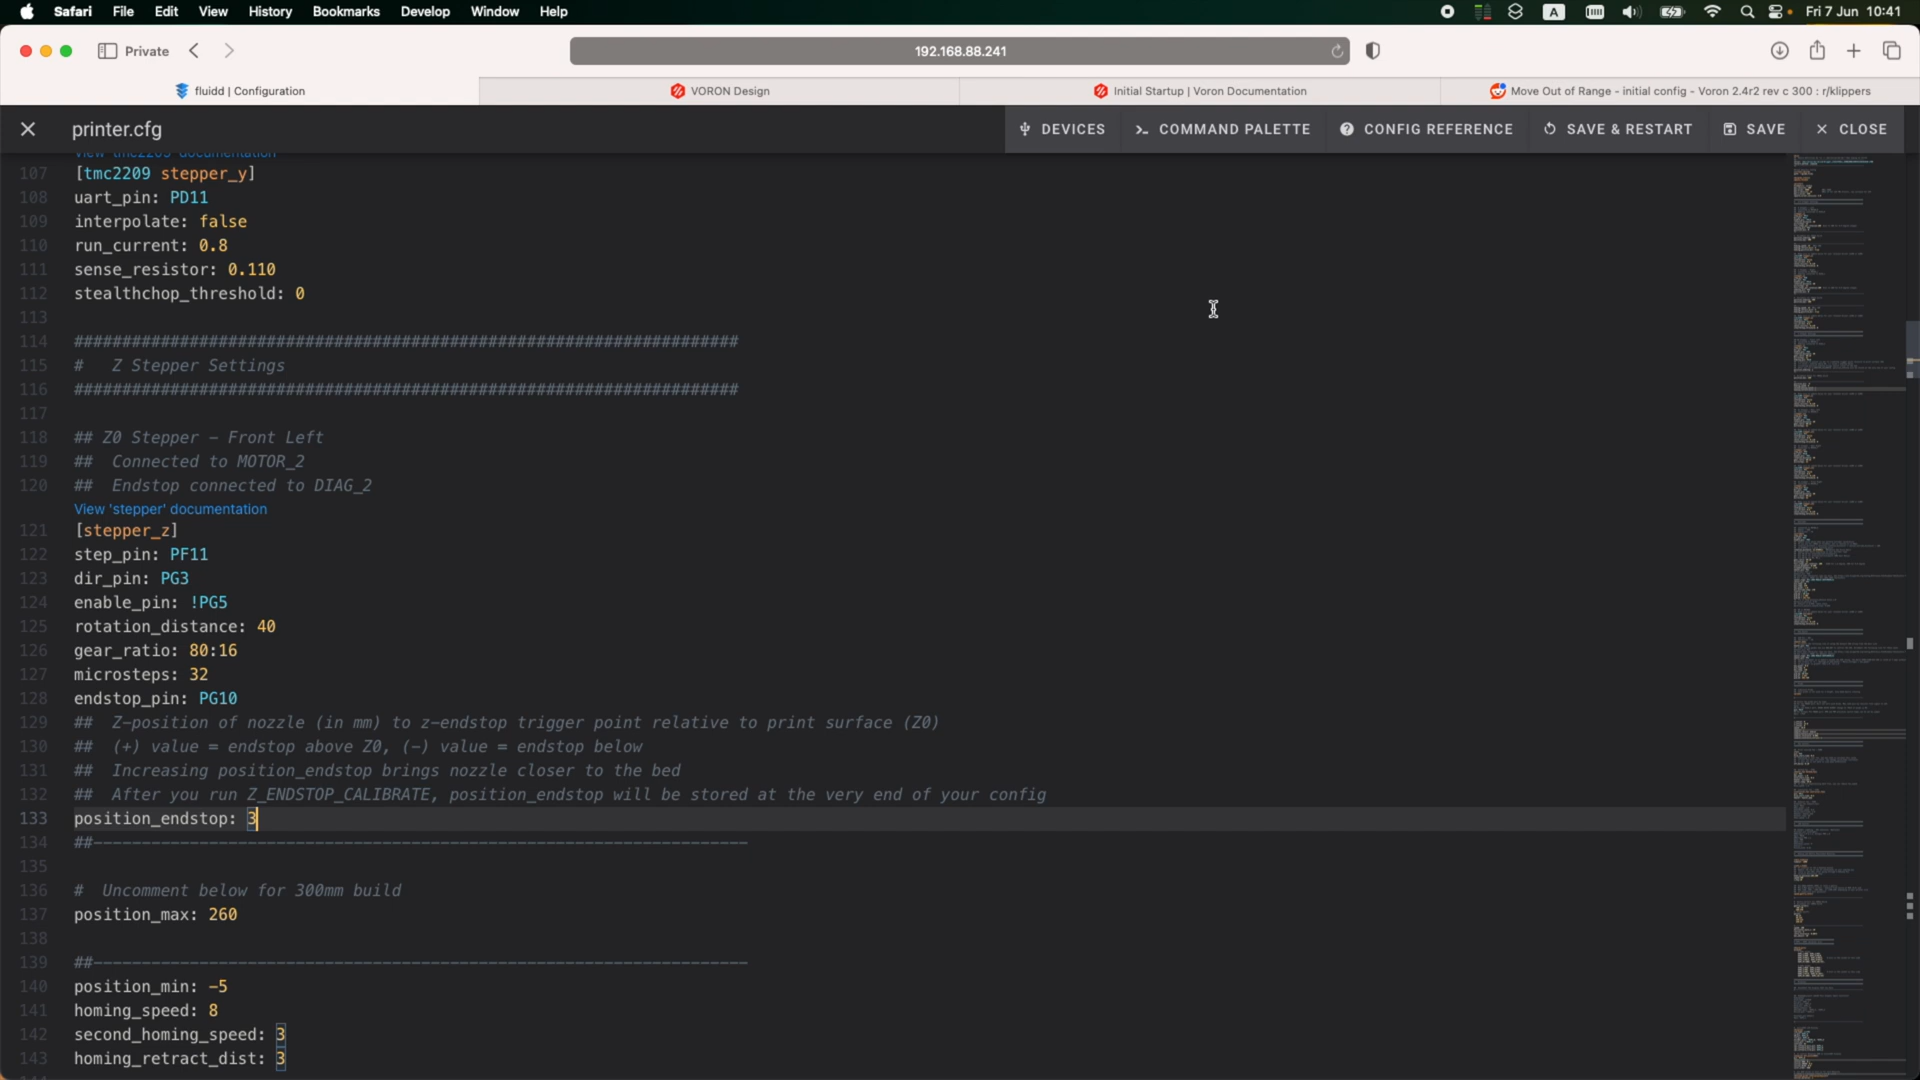 Safari File Edit View History Bookmarks Develop Window Help A Fri 7 Jun 10:41
Private 192.168.88.241
fluidd | Configuration VORON Design Initial Startup | Voron Documentation Move Out of Range - initial config - Voron 2.4r2 rev c 300 : r/klippers
printer.cfg DEVICES COMMAND PALETTE CONFIG REFERENCE SAVE & RESTART SAVE CLOSE
View 'tmc2209' documentation
107 [tmc2209 stepper_y]
108 uart_pin: PD11
109 interpolate: false
110 run_current: 0.8
111 sense_resistor: 0.110
112 stealthchop_threshold: 0
113
114 #####################################################################
115 #   Z Stepper Settings
116 #####################################################################
117
118 ## Z0 Stepper - Front Left
119 ##  Connected to MOTOR_2
120 ##  Endstop connected to DIAG_2
View 'stepper' documentation
121 [stepper_z]
122 step_pin: PF11
123 dir_pin: PG3
124 enable_pin: !PG5
125 rotation_distance: 40
126 gear_ratio: 80:16
127 microsteps: 32
128 endstop_pin: PG10
129 ##  Z-position of nozzle (in mm) to z-endstop trigger point relative to print surface (Z0)
130 ##  (+) value = endstop above Z0, (-) value = endstop below
131 ##  Increasing position_endstop brings nozzle closer to the bed
132 ##  After you run Z_ENDSTOP_CALIBRATE, position_endstop will be stored at the very end of your config
133 position_endstop: 3
134 ##--------------------------------------------------------------------
135
136 #  Uncomment below for 300mm build
137 position_max: 260
138
139 ##--------------------------------------------------------------------
140 position_min: -5
141 homing_speed: 8
142 second_homing_speed: 3
143 homing_retract_dist: 3